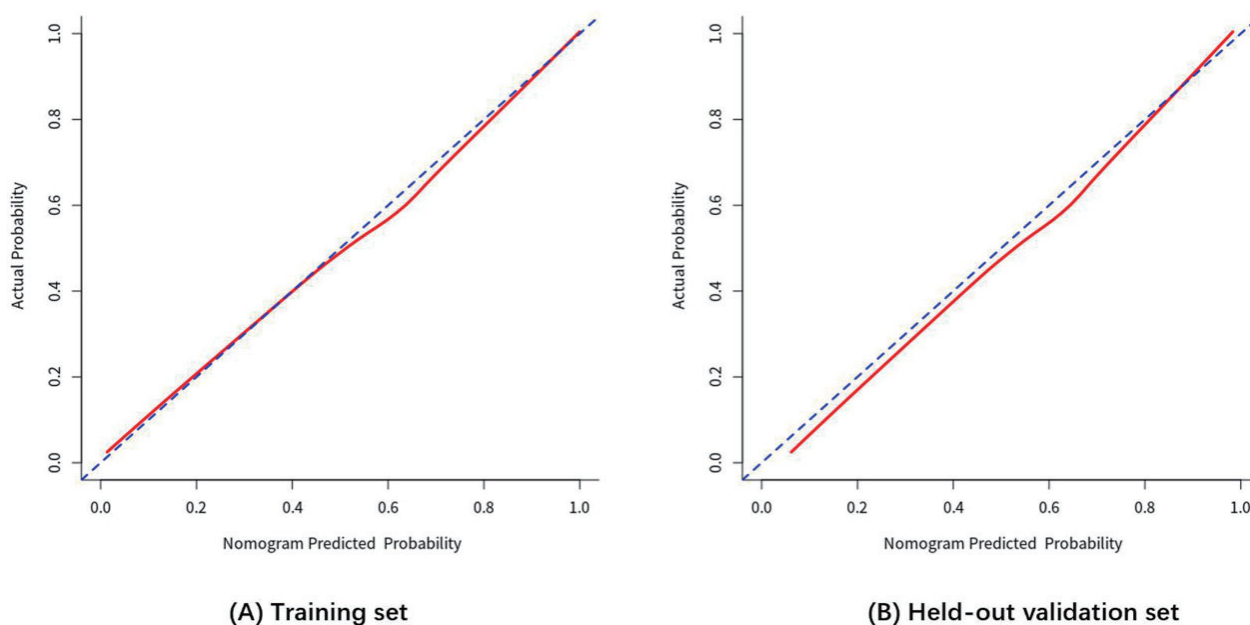 1.0
0.8
0.6
0.4
0.2
0.0
Actual Probability
0.0 0.2 0.4 0.6 0.8 1.0
Nomogram Predicted Probability
(A) Training set
1.0
0.8
0.6
0.4
0.2
0.0
Actual Probability
0.0 0.2 0.4 0.6 0.8 1.0
Nomogram Predicted Probability
(B) Held-out validation set